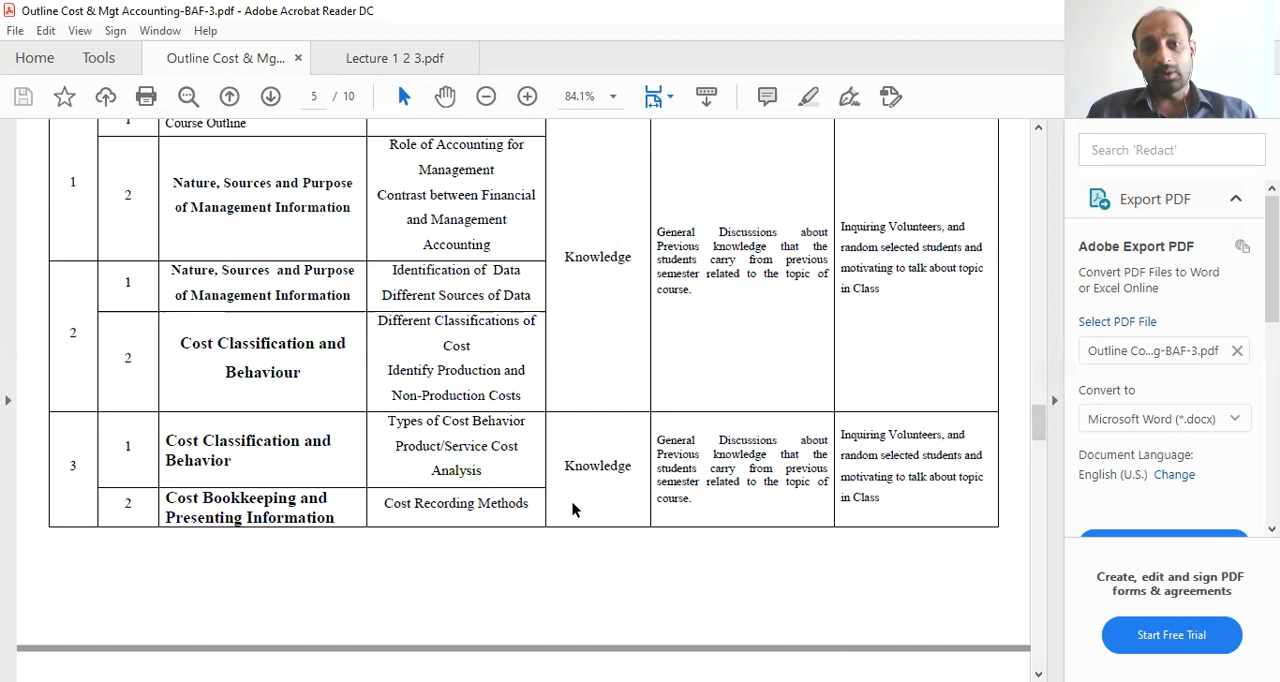 Outline Cost & Mgt Accounting-BAF-3.pdf - Adobe Acrobat Reader DC
File Edit View Sign Window Help
Home Tools Outline Cost & Mg... × Lecture 1 2 3.pdf
5 / 10 84.1%
1
Course Outline
1
2
Nature, Sources and Purpose
of Management Information
Role of Accounting for
Management
Contrast between Financial
and Management
Accounting
Knowledge
General Discussions about
Previous knowledge that the
students carry from previous
semester related to the topic of
course.
Inquiring Volunteers, and
random selected students and
motivating to talk about topic
in Class
2
1
Nature, Sources and Purpose
of Management Information
Identification of Data
Different Sources of Data
2
Cost Classification and
Behaviour
Different Classifications of
Cost
Identify Production and
Non-Production Costs
3
1
Cost Classification and
Behavior
Types of Cost Behavior
Product/Service Cost
Analysis
Knowledge
General Discussions about
Previous knowledge that the
students carry from previous
semester related to the topic of
course.
Inquiring Volunteers, and
random selected students and
motivating to talk about topic
in Class
2
Cost Bookkeeping and
Presenting Information
Cost Recording Methods
Search 'Redact'
Export PDF
Adobe Export PDF
Convert PDF Files to Word
or Excel Online
Select PDF File
Outline Co...g-BAF-3.pdf ×
Convert to
Microsoft Word (*.docx)
Document Language:
English (U.S.) Change
Create, edit and sign PDF
forms & agreements
Start Free Trial